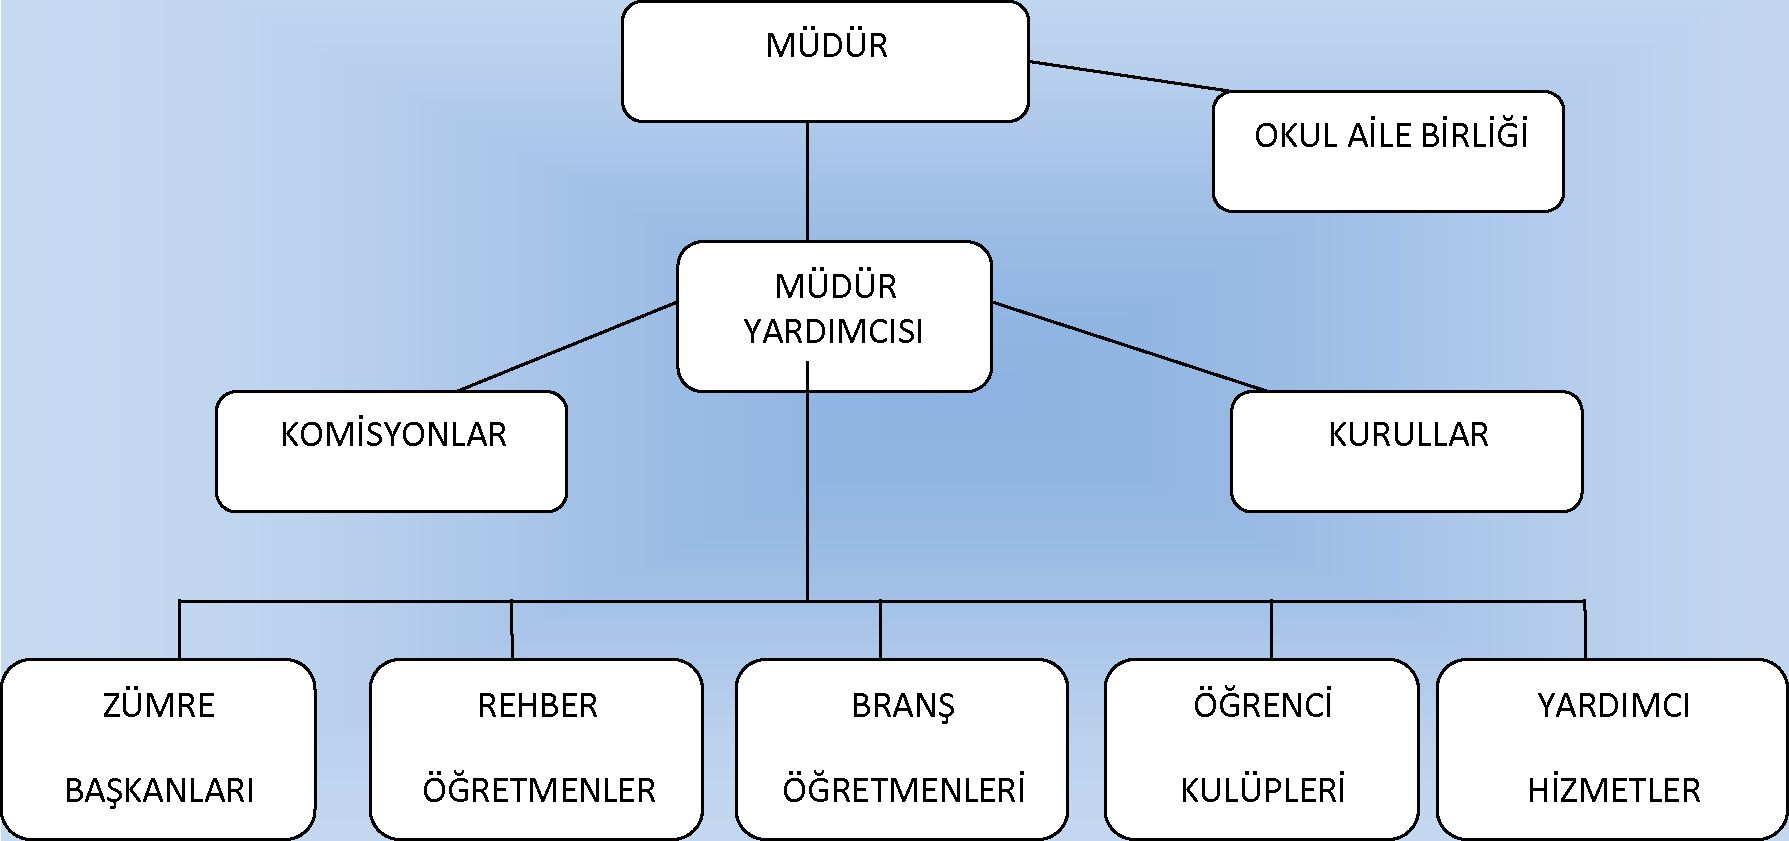 MÜDÜR
OKUL AİLE BİRLİĞİ
MÜDÜR
YARDIMCISI
KOMİSYONLAR
KURULLAR
ZÜMRE
BAŞKANLARI
REHBER
ÖĞRETMENLER
BRANŞ
ÖĞRETMENLERİ
ÖĞRENCİ
KULÜPLERİ
YARDIMCI
HİZMETLER